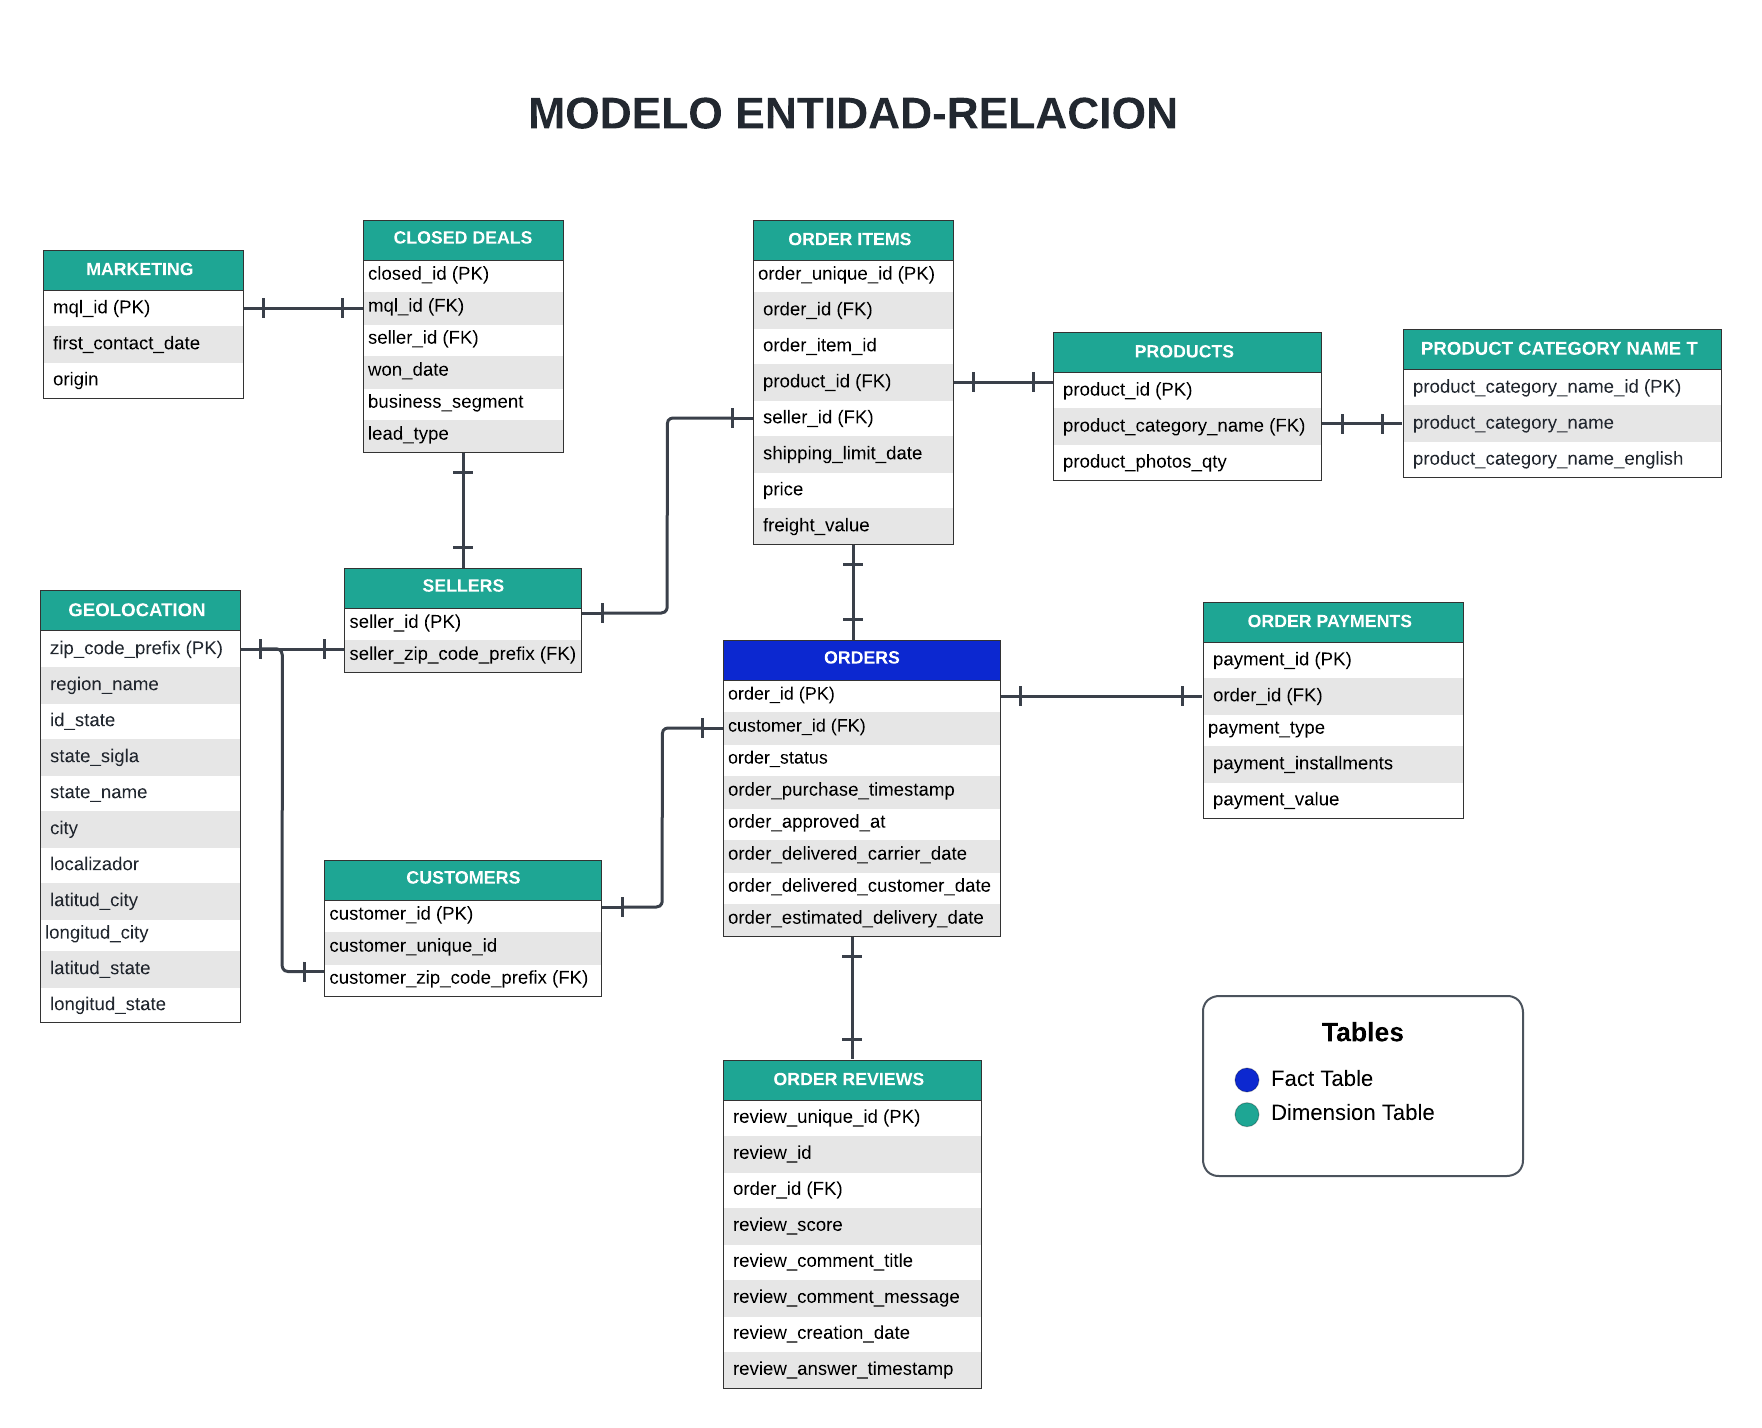 MODELO ENTIDAD-RELACION
MARKETING
mql_id (PK)
first_contact_date
origin
CLOSED DEALS
closed_id (PK)
mql_id (FK)
seller_id (FK)
won_date
business_segment
lead_type
ORDER ITEMS
order_unique_id (PK)
order_id (FK)
order_item_id
product_id (FK)
seller_id (FK)
shipping_limit_date
price
freight_value
PRODUCTS
product_id (PK)
product_category_name (FK)
product_photos_qty
PRODUCT CATEGORY NAME T
product_category_name_id (PK)
product_category_name
product_category_name_english
GEOLOCATION
zip_code_prefix (PK)
region_name
id_state
state_sigla
state_name
city
localizador
latitud_city
longitud_city
latitud_state
longitud_state
SELLERS
seller_id (PK)
seller_zip_code_prefix (FK)
CUSTOMERS
customer_id (PK)
customer_unique_id
customer_zip_code_prefix (FK)
ORDERS
order_id (PK)
customer_id (FK)
order_status
order_purchase_timestamp
order_approved_at
order_delivered_carrier_date
order_delivered_customer_date
order_estimated_delivery_date
ORDER PAYMENTS
payment_id (PK)
order_id (FK)
payment_type
payment_installments
payment_value
ORDER REVIEWS
review_unique_id (PK)
review_id
order_id (FK)
review_score
review_comment_title
review_comment_message
review_creation_date
review_answer_timestamp
Tables
Fact Table
Dimension Table